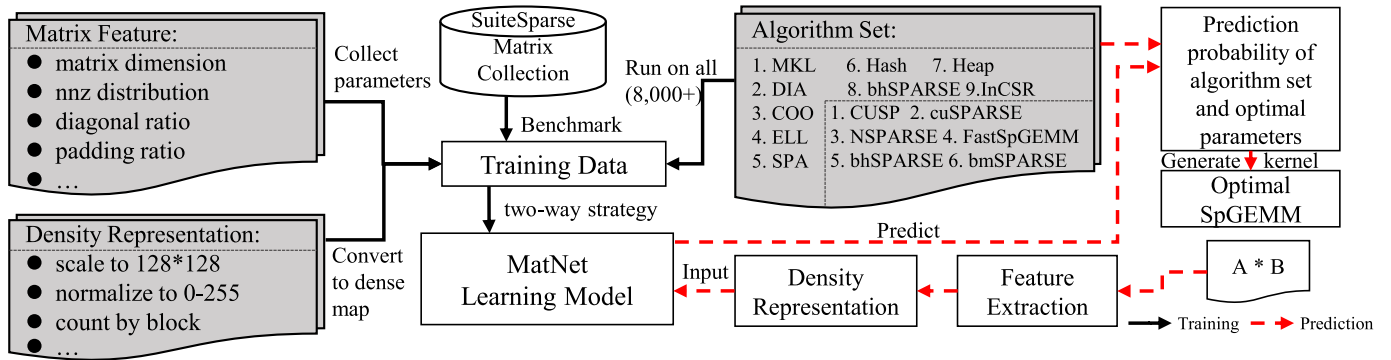 Matrix Feature:
● matrix dimension
● nnz distribution
● diagonal ratio
● padding ratio
● …
Density Representation:
● scale to 128*128
● normalize to 0-255
● count by block
● …
Collect
parameters
Convert
to dense
map
SuiteSparse
Matrix
Collection
Benchmark
Training Data
two-way strategy
MatNet
Learning Model
Run on all
(8,000+)
Algorithm Set:
1. MKL 6. Hash 7. Heap
2. DIA 8. bhSPARSE 9.InCSR
3. COO 1. CUSP 2. cuSPARSE
4. ELL 3. NSPARSE 4. FastSpGEMM
5. SPA 5. bhSPARSE 6. bmSPARSE
Predict
Input
Density
Representation
Feature
Extraction
A * B
Prediction
probability of
algorithm set
and optimal
parameters
Generate kernel
Optimal
SpGEMM
Training Prediction